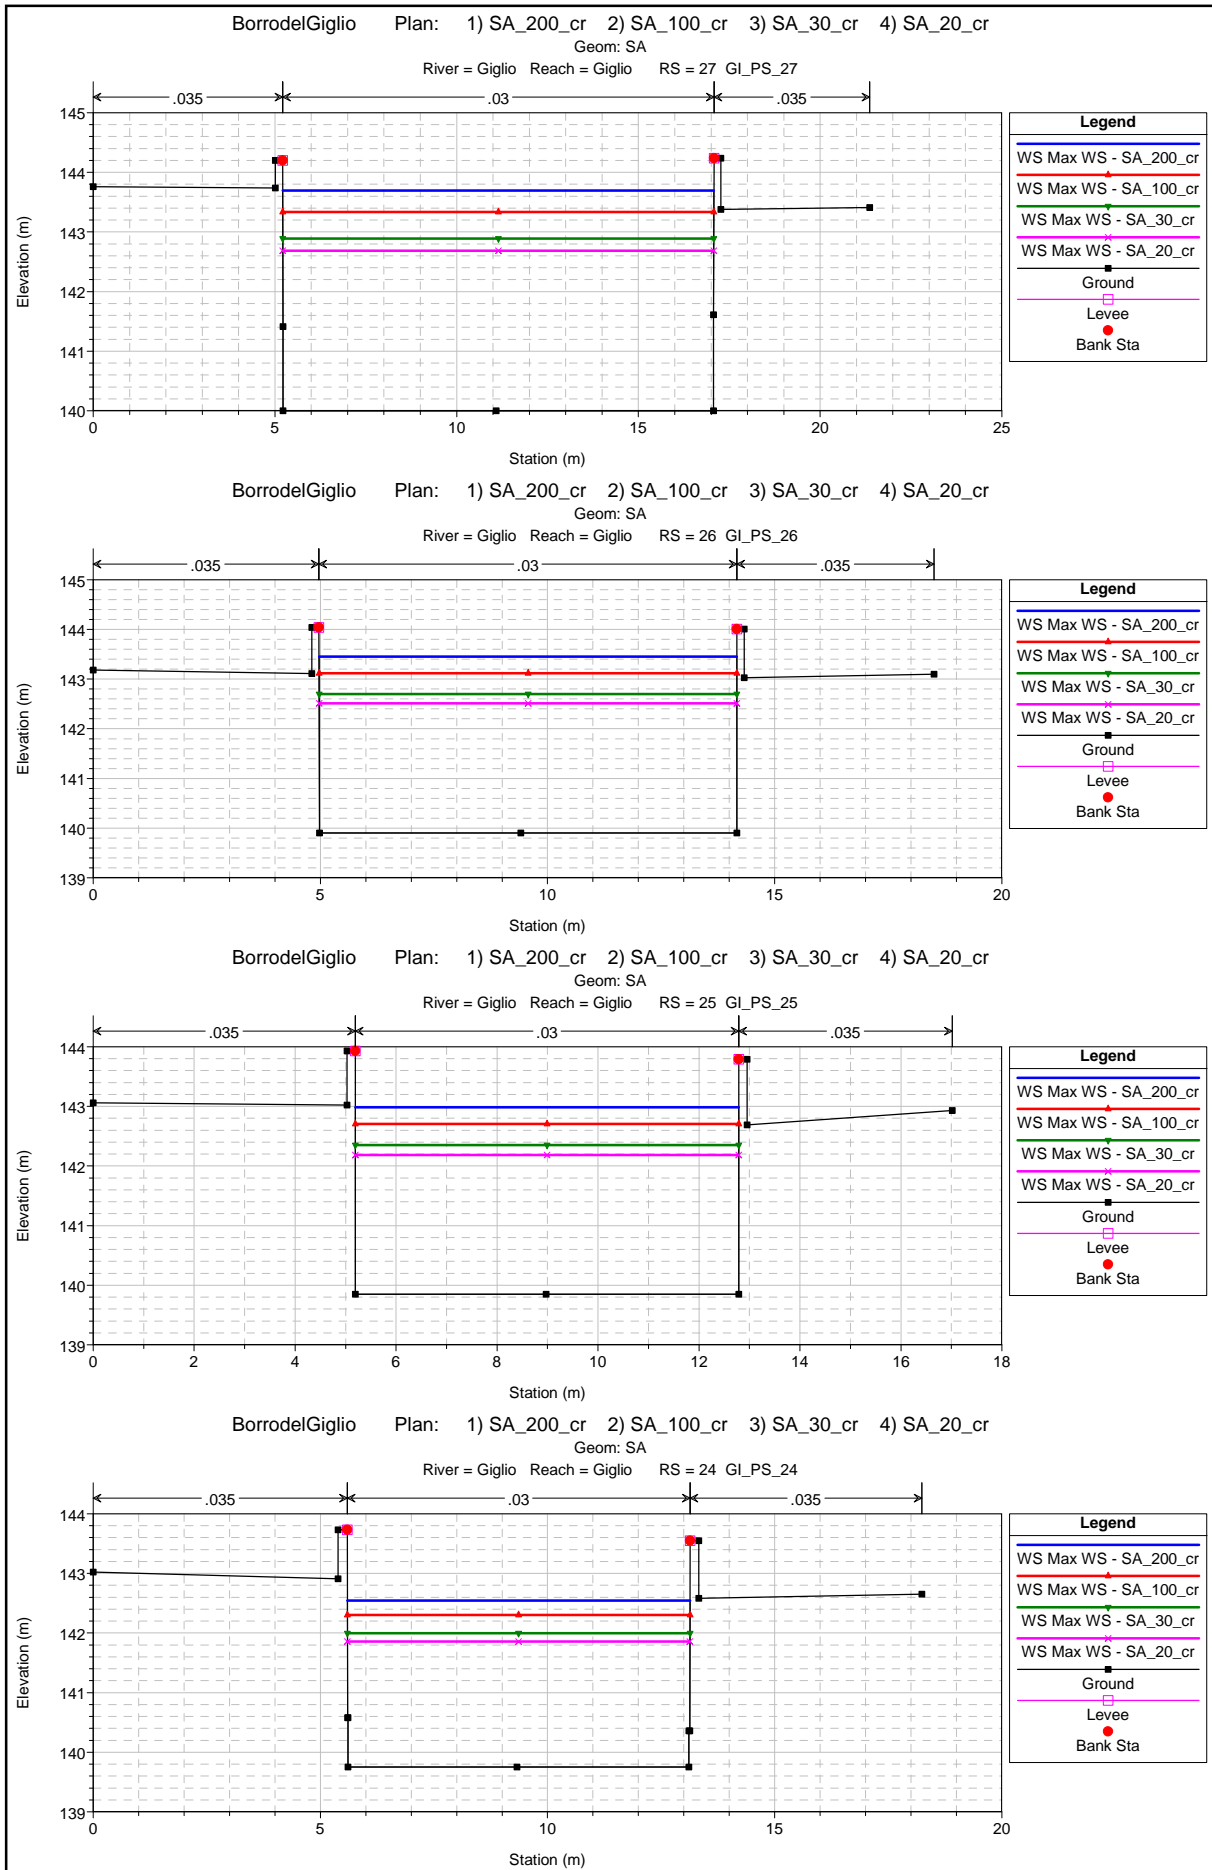 BorrodelGiglio Plan: 1) SA_200_cr 2) SA_100_cr 3) SA_30_cr 4) SA_20_cr
Geom: SA
River = Giglio Reach = Giglio RS = 27 GI_PS_27
.035 .03 .035
145
144
143
142
141
140
0 5 10 15 20 25
Elevation (m)
Station (m)
Legend
WS Max WS - SA_200_cr
WS Max WS - SA_100_cr
WS Max WS - SA_30_cr
WS Max WS - SA_20_cr
Ground
Levee
Bank Sta
BorrodelGiglio Plan: 1) SA_200_cr 2) SA_100_cr 3) SA_30_cr 4) SA_20_cr
Geom: SA
River = Giglio Reach = Giglio RS = 26 GI_PS_26
.035 .03 .035
145
144
143
142
141
140
139
0 5 10 15 20
Elevation (m)
Station (m)
Legend
WS Max WS - SA_200_cr
WS Max WS - SA_100_cr
WS Max WS - SA_30_cr
WS Max WS - SA_20_cr
Ground
Levee
Bank Sta
BorrodelGiglio Plan: 1) SA_200_cr 2) SA_100_cr 3) SA_30_cr 4) SA_20_cr
Geom: SA
River = Giglio Reach = Giglio RS = 25 GI_PS_25
.035 .03 .035
144
143
142
141
140
139
0 2 4 6 8 10 12 14 16 18
Elevation (m)
Station (m)
Legend
WS Max WS - SA_200_cr
WS Max WS - SA_100_cr
WS Max WS - SA_30_cr
WS Max WS - SA_20_cr
Ground
Levee
Bank Sta
BorrodelGiglio Plan: 1) SA_200_cr 2) SA_100_cr 3) SA_30_cr 4) SA_20_cr
Geom: SA
River = Giglio Reach = Giglio RS = 24 GI_PS_24
.035 .03 .035
144
143
142
141
140
139
0 5 10 15 20
Elevation (m)
Station (m)
Legend
WS Max WS - SA_200_cr
WS Max WS - SA_100_cr
WS Max WS - SA_30_cr
WS Max WS - SA_20_cr
Ground
Levee
Bank Sta